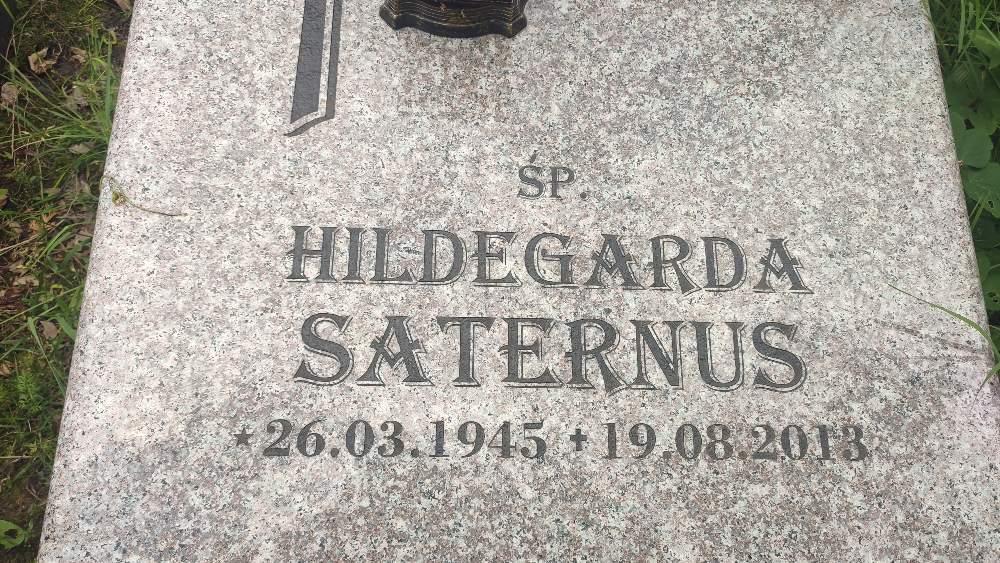 ŚP.
HILDEGARDA
SATERNUS
★26.03.1945 +19.08.2013